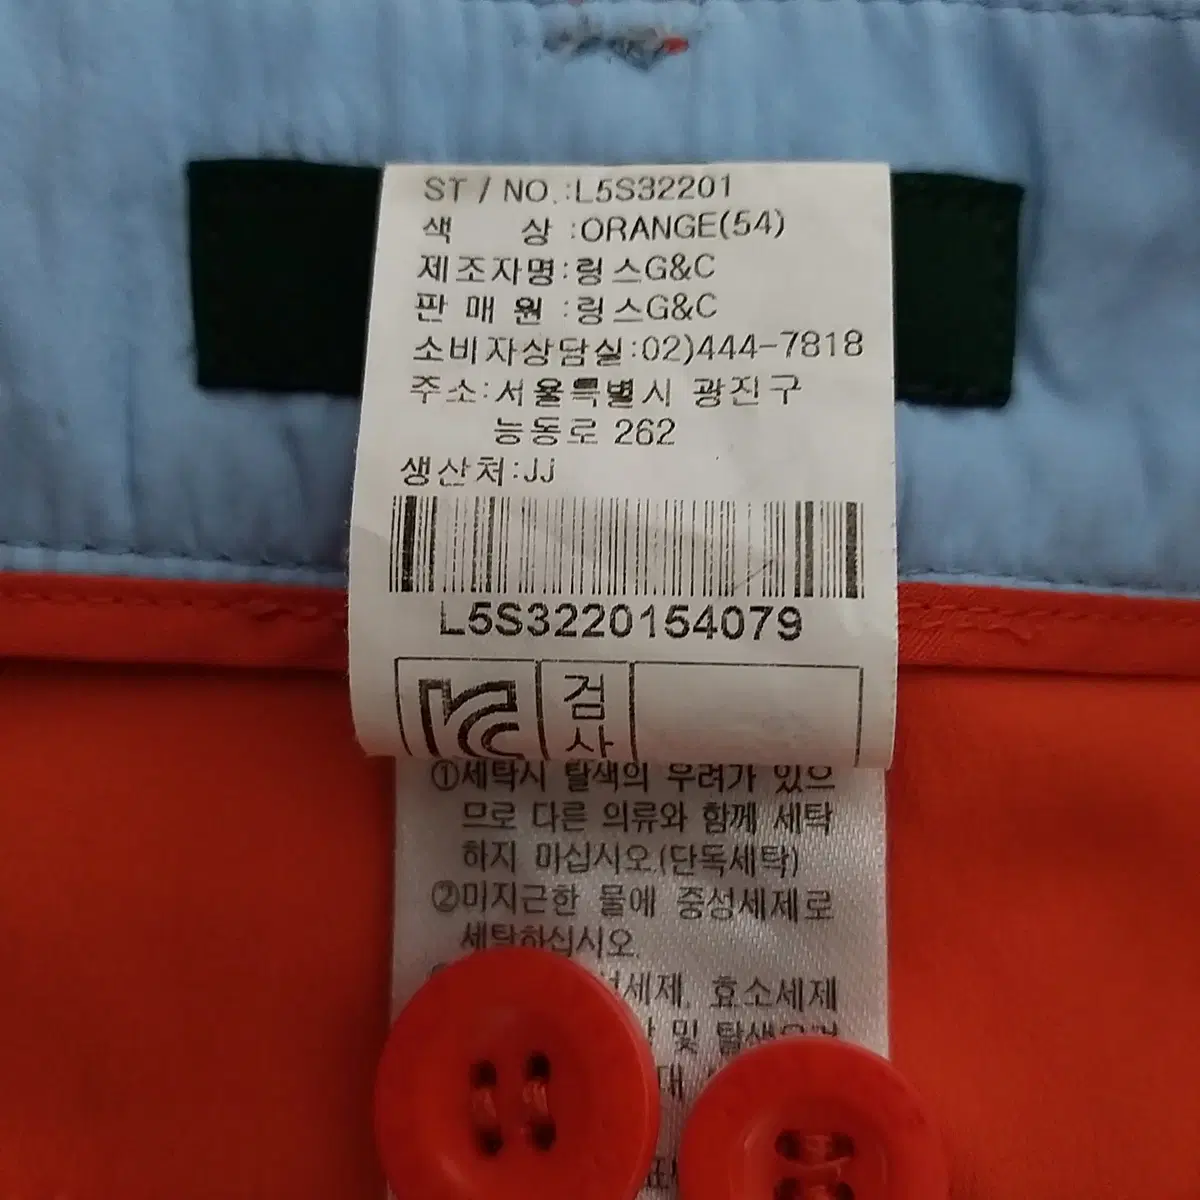 ST / NO.:L5S32201
색 상 :ORANGE(54)
제조자명:링스G&C
판 매 원 :링스G&C
소비자상담실:02)444-7818
주소:서울특별시 광진구
능동로 262
생산처:JJ
L5S3220154079
검
사
①세탁시 탈색의 우려가 있으
므로 다른 의류와 함께 세탁
하지 마십시오.(단독세탁)
②미지근한 물에 중성세제로
세탁하십시오.
효소세제
및